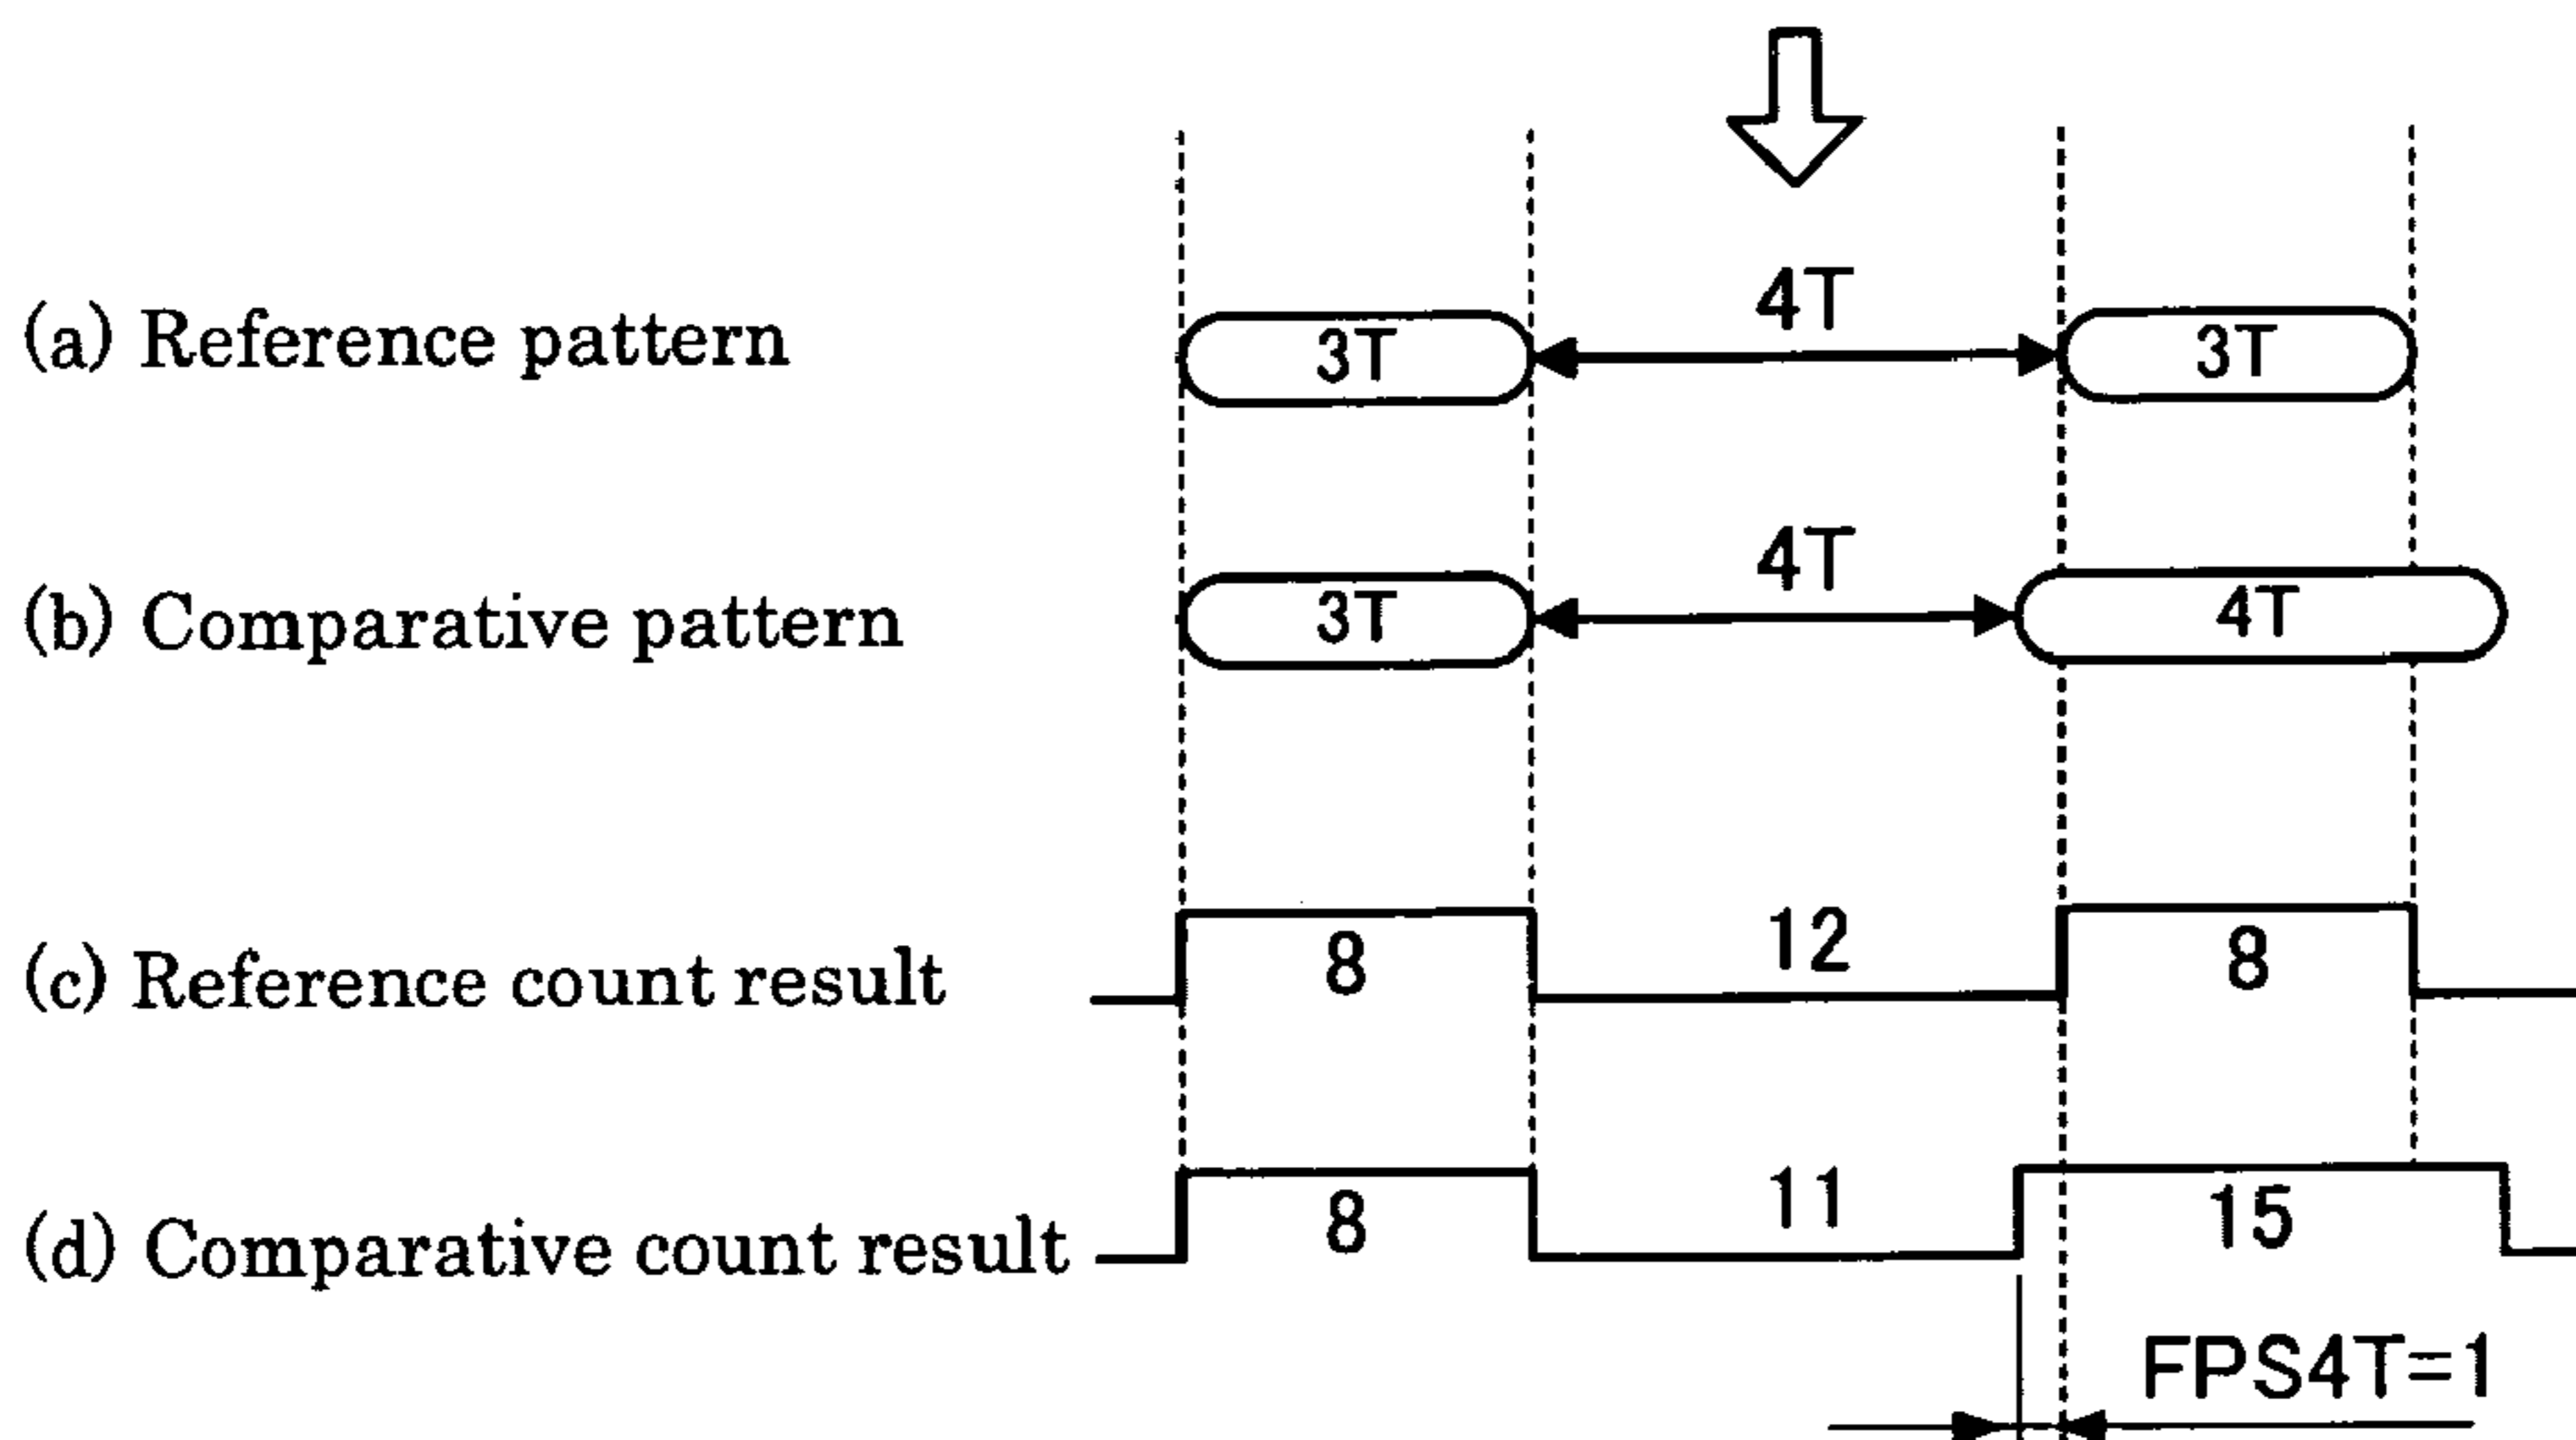 4T
(a) Reference pattern 3T 3T
4T
(b) Comparative pattern 3T 4T
(c) Reference count result 8 12 8
(d) Comparative count result 8 11 15
FPS4T=1